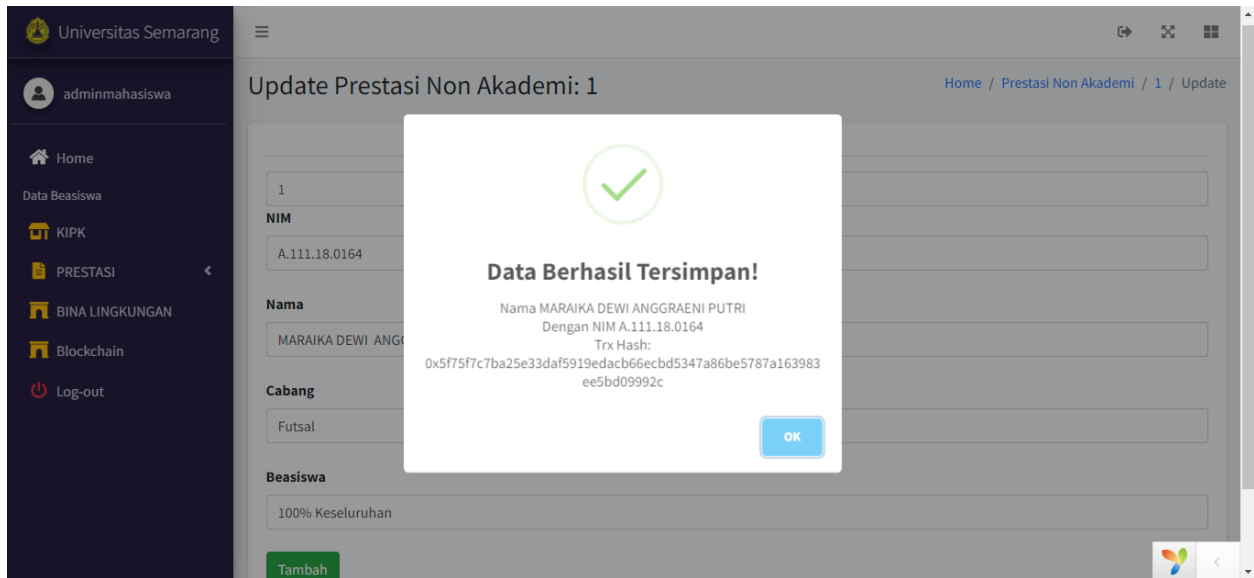 Universitas Semarang
adminmahasiswa
Home
Data Beasiswa
KIPK
PRESTASI
BINA LINGKUNGAN
Blockchain
Log-out
Update Prestasi Non Akademi: 1
Home / Prestasi Non Akademi / 1 / Update
1
NIM
A.111.18.0164
Nama
MARAIKA DEWI ANGG
Cabang
Futsal
Beasiswa
100% Keseluruhan
Tambah
Data Berhasil Tersimpan!
Nama MARAIKA DEWI ANGGRAENI PUTRI
Dengan NIM A.111.18.0164
Trx Hash:
0x5f75f7c7ba25e33daf5919edacb66ecbd5347a86be5787a163983
ee5bd09992c
OK